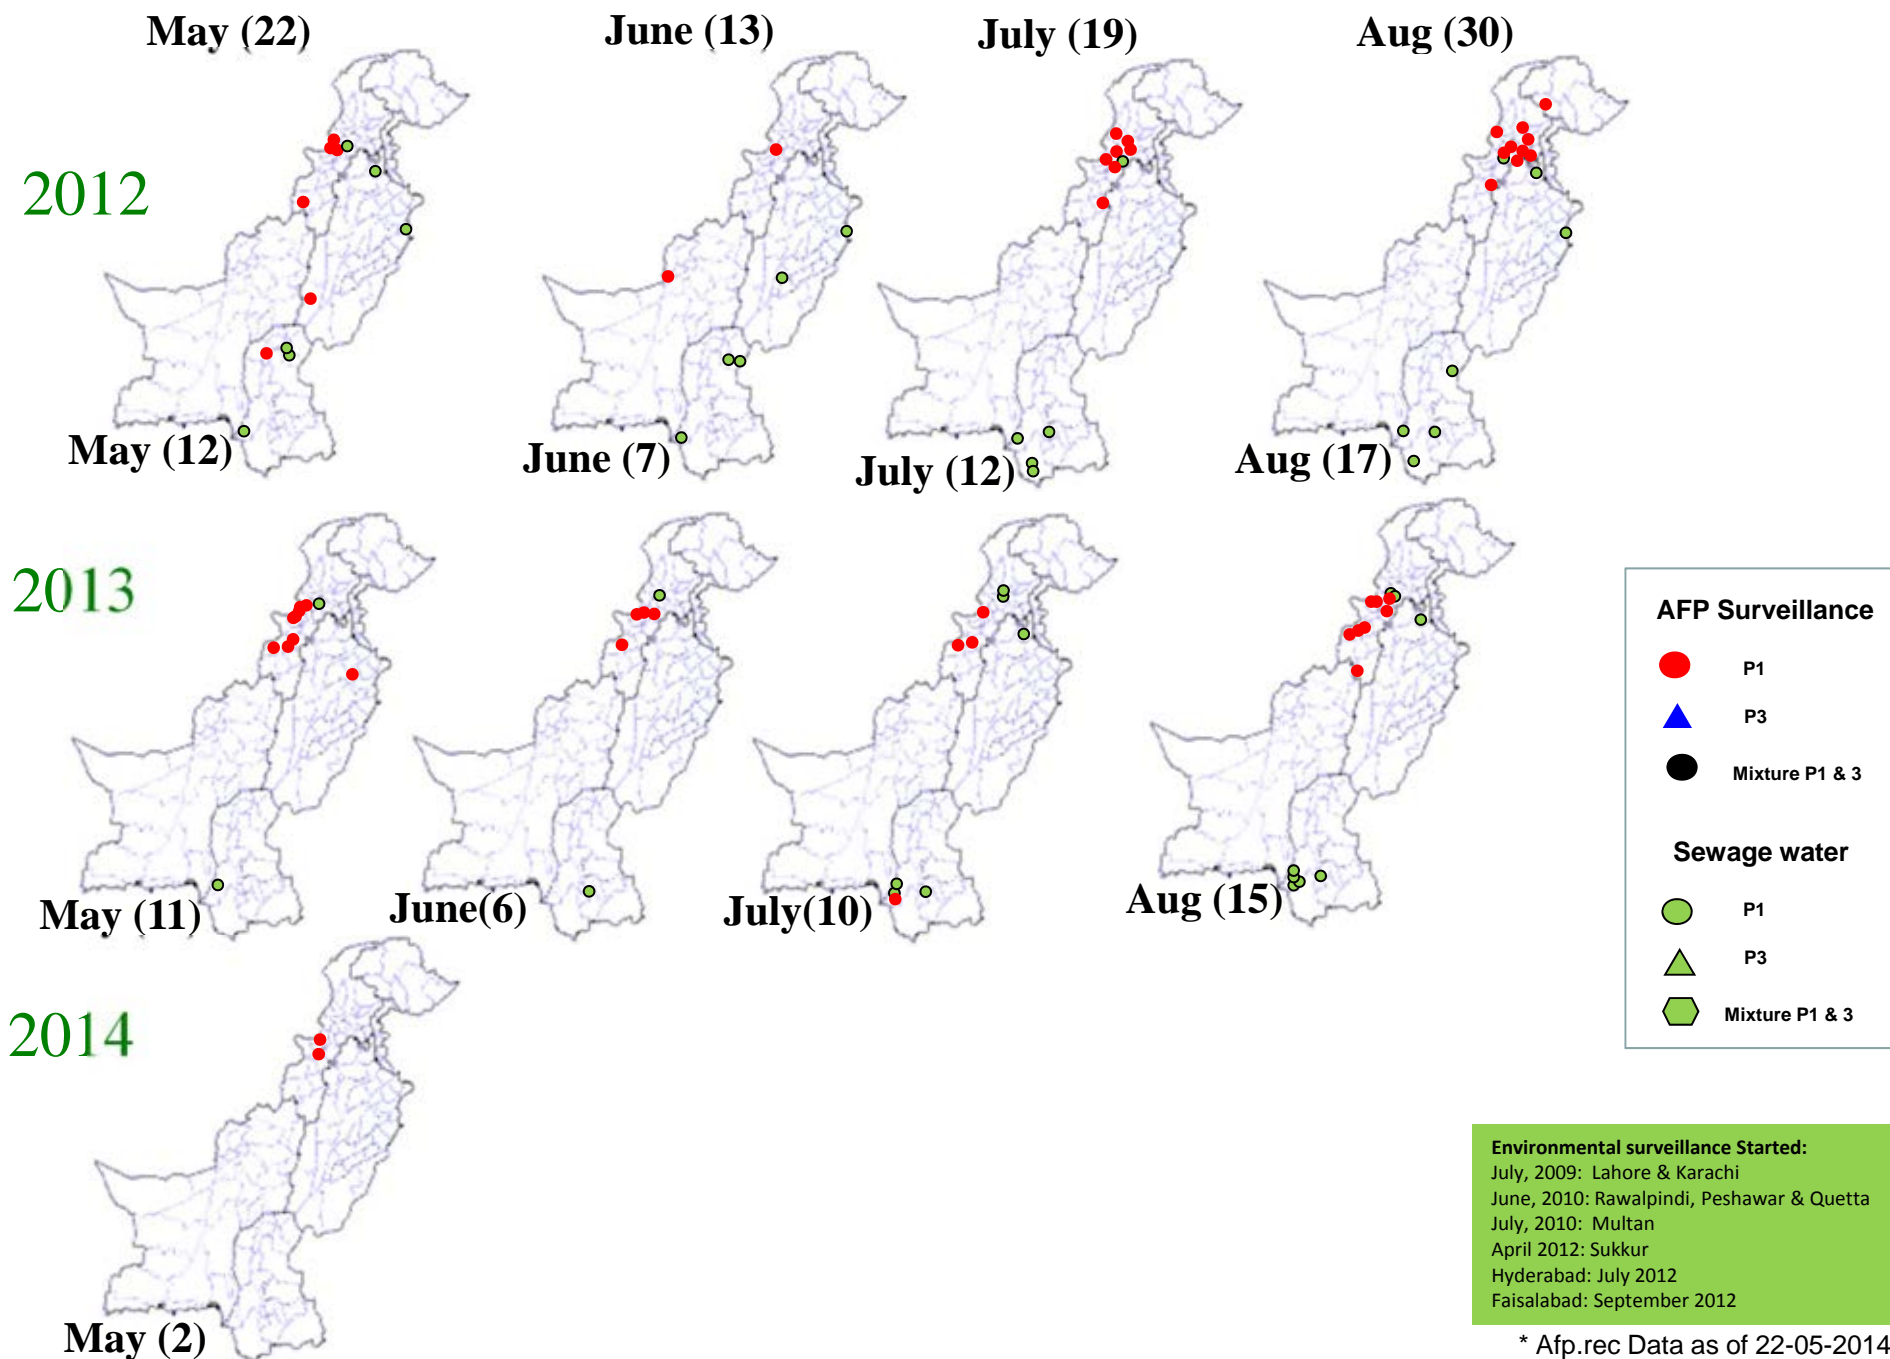 May (22)
June (13)
July (19)
Aug (30)
2012
May (12)
June (7)
July (12)
Aug (17)
2013
May (11)
June(6)
July(10)
Aug (15)
AFP Surveillance
P1
P3
Mixture P1 & 3
Sewage water
P1
P3
Mixture P1 & 3
2014
May (2)
Environmental surveillance Started:
July, 2009: Lahore & Karachi
June, 2010: Rawalpindi, Peshawar & Quetta
July, 2010: Multan
April 2012: Sukkur
Hyderabad: July 2012
Faisalabad: September 2012
* Afp.rec Data as of 22-05-2014